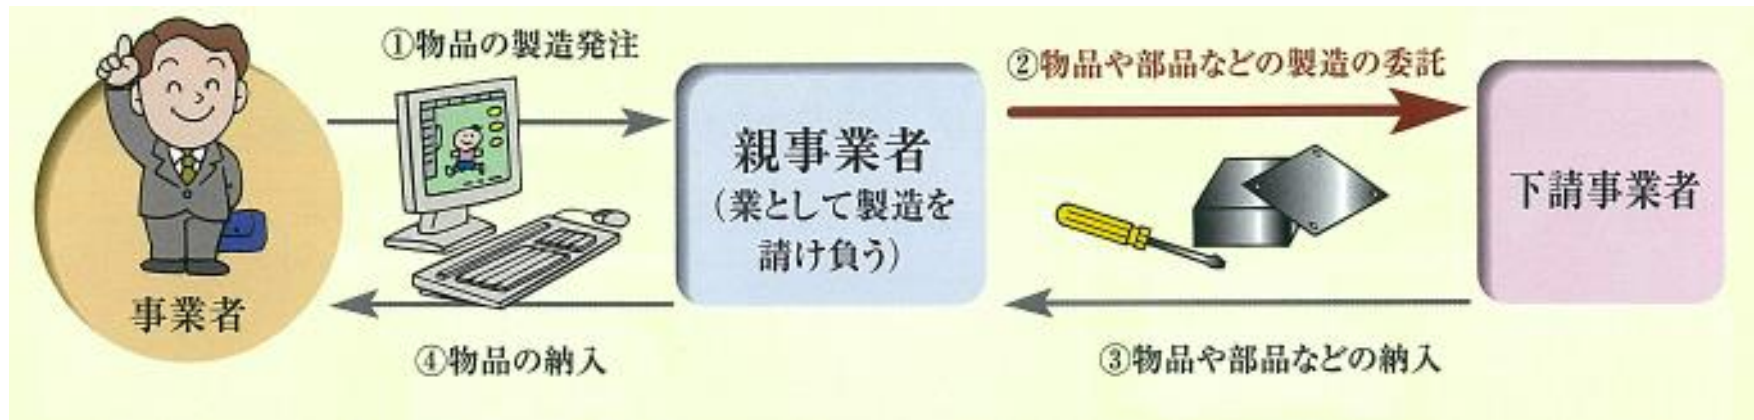 ①物品の製造発注
②物品や部品などの製造の委託
親事業者
(業として製造を
請け負う)
下請事業者
事業者
④物品の納入
③物品や部品などの納入